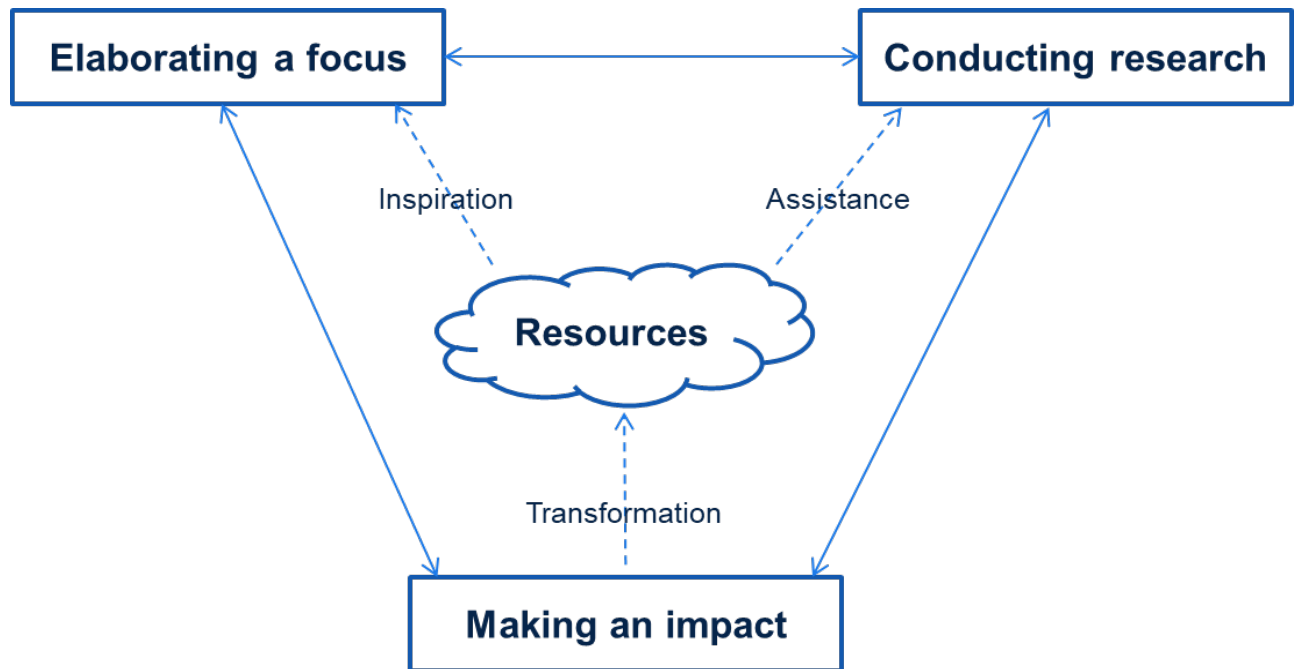 Elaborating a focus
Conducting research
Inspiration
Assistance
Resources
Transformation
Making an impact